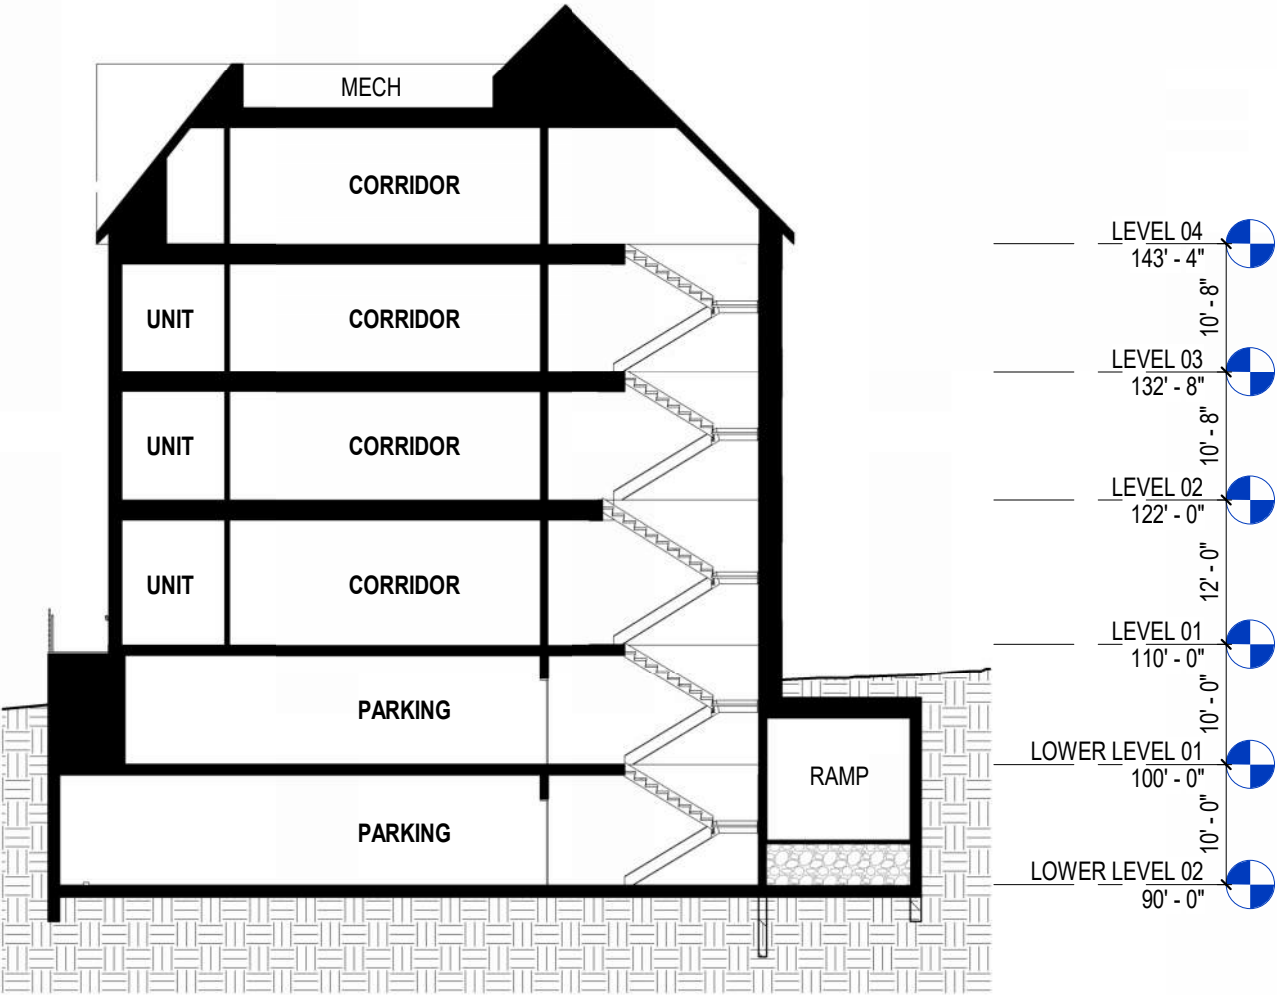 MECH
CORRIDOR
LEVEL 04
143' - 4"
10' - 8"
UNIT
CORRIDOR
LEVEL 03
132' - 8"
10' - 8"
UNIT
CORRIDOR
LEVEL 02
122' - 0"
12' - 0"
UNIT
CORRIDOR
LEVEL 01
110' - 0"
10' - 0"
PARKING
LOWER LEVEL 01
100' - 0"
RAMP
10' - 0"
PARKING
LOWER LEVEL 02
90' - 0"